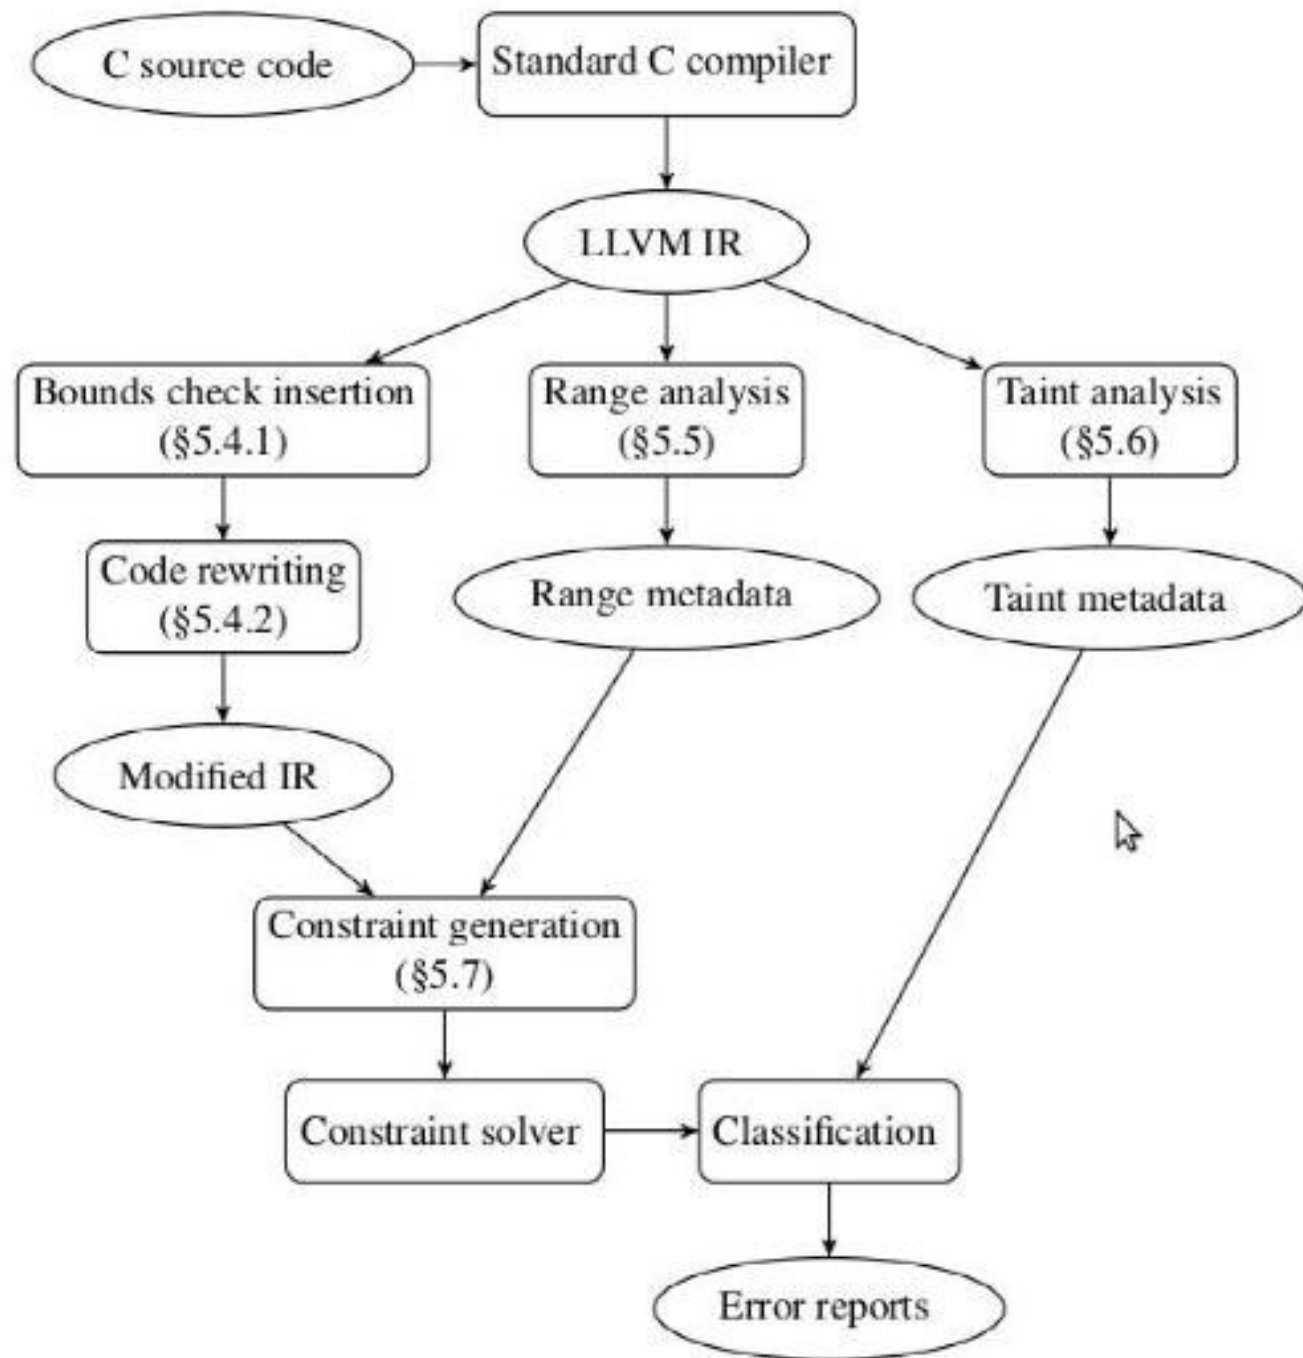 C source code
Standard C compiler
LLVM IR
Bounds check insertion
(§5.4.1)
Range analysis
(§5.5)
Taint analysis
(§5.6)
Code rewriting
(§5.4.2)
Range metadata
Taint metadata
Modified IR
Constraint generation
(§5.7)
Constraint solver
Classification
Error reports